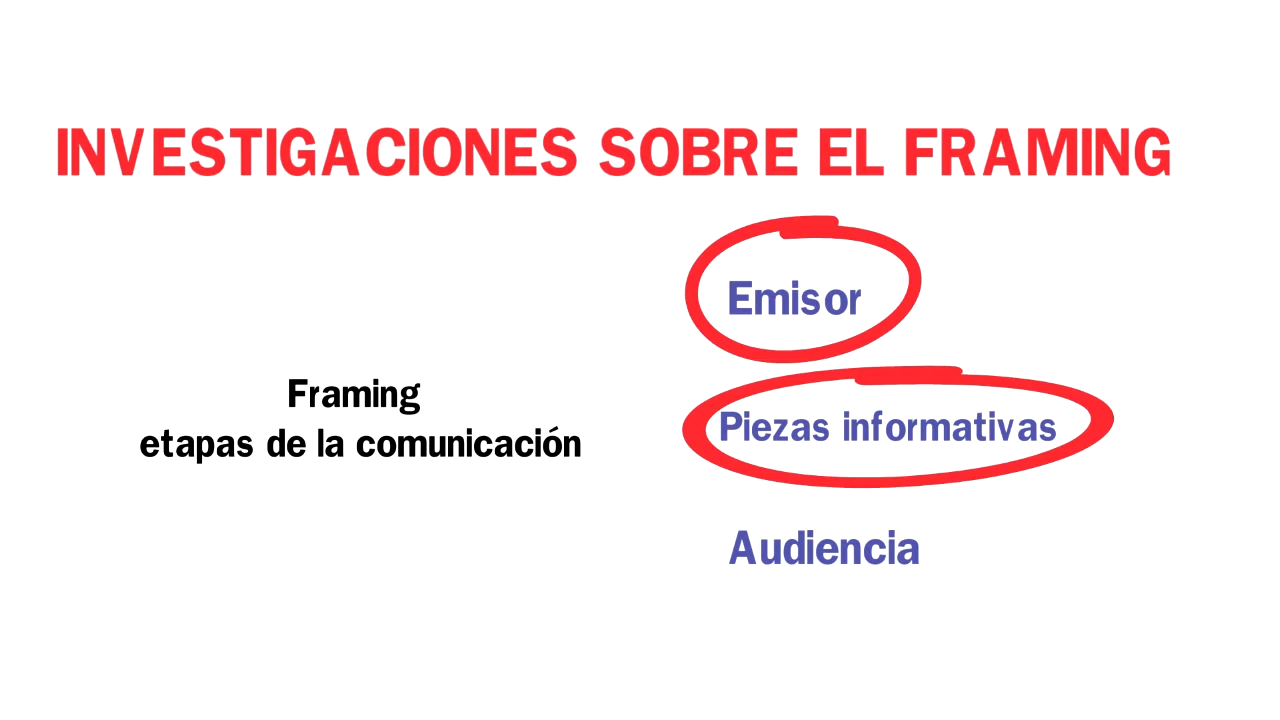 INVESTIGACIONES SOBRE EL FRAMING
Emisor
Framing
etapas de la comunicación
Piezas informativas
Audiencia